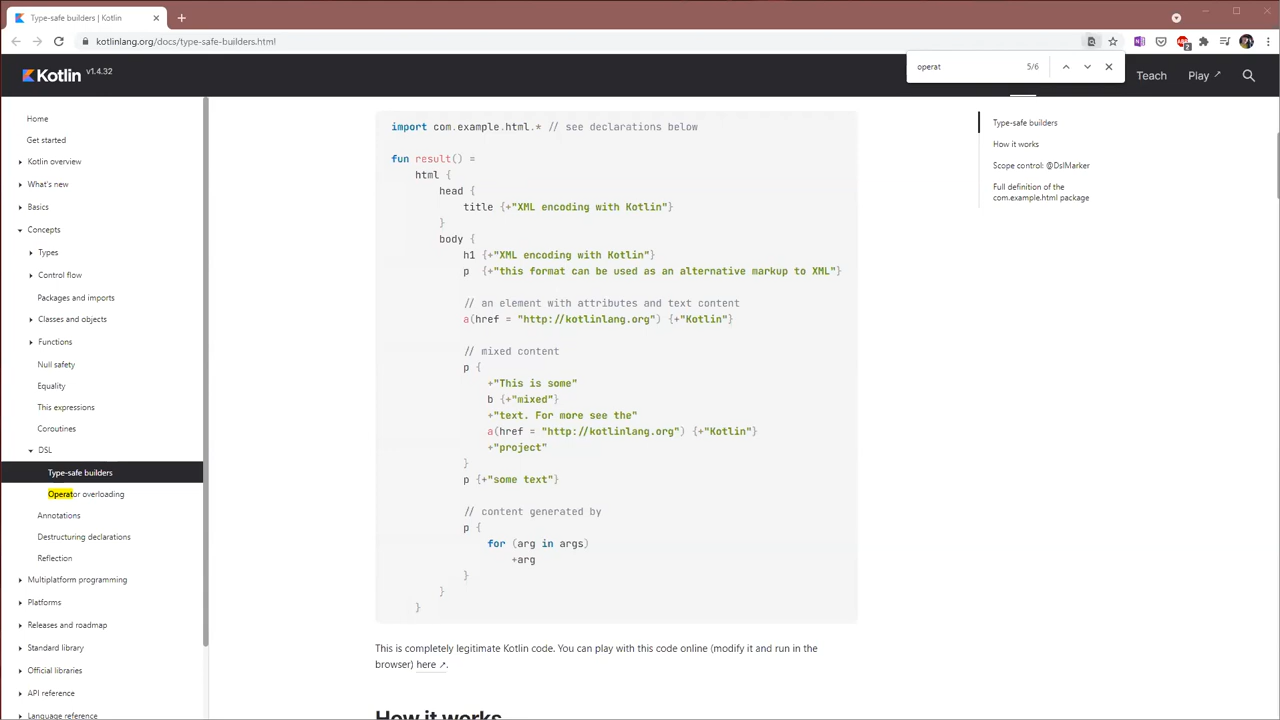 Type-safe builders | Kotlin
kotlinlang.org/docs/type-safe-builders.html
Kotlin v1.4.32
operat 5/6
Teach
Play ↗
Home
Get started
Kotlin overview
What's new
Basics
Concepts
Types
Control flow
Packages and imports
Classes and objects
Functions
Null safety
Equality
This expressions
Coroutines
DSL
Type-safe builders
Operator overloading
Annotations
Destructuring declarations
Reflection
Multiplatform programming
Platforms
Releases and roadmap
Standard library
Official libraries
API reference
Language reference
import com.example.html.* // see declarations below
fun result() =
html {
head {
title {+"XML encoding with Kotlin"}
}
body {
h1 {+"XML encoding with Kotlin"}
p {+"this format can be used as an alternative markup to XML"}
// an element with attributes and text content
a(href = "http://kotlinlang.org") {+"Kotlin"}
// mixed content
p {
+"This is some"
b {+"mixed"}
+"text. For more see the"
a(href = "http://kotlinlang.org") {+"Kotlin"}
+"project"
}
p {+"some text"}
// content generated by
p {
for (arg in args)
+arg
}
}
}
This is completely legitimate Kotlin code. You can play with this code online (modify it and run in the
browser) here ↗.
How it works
Type-safe builders
How it works
Scope control: @DslMarker
Full definition of the
com.example.html package